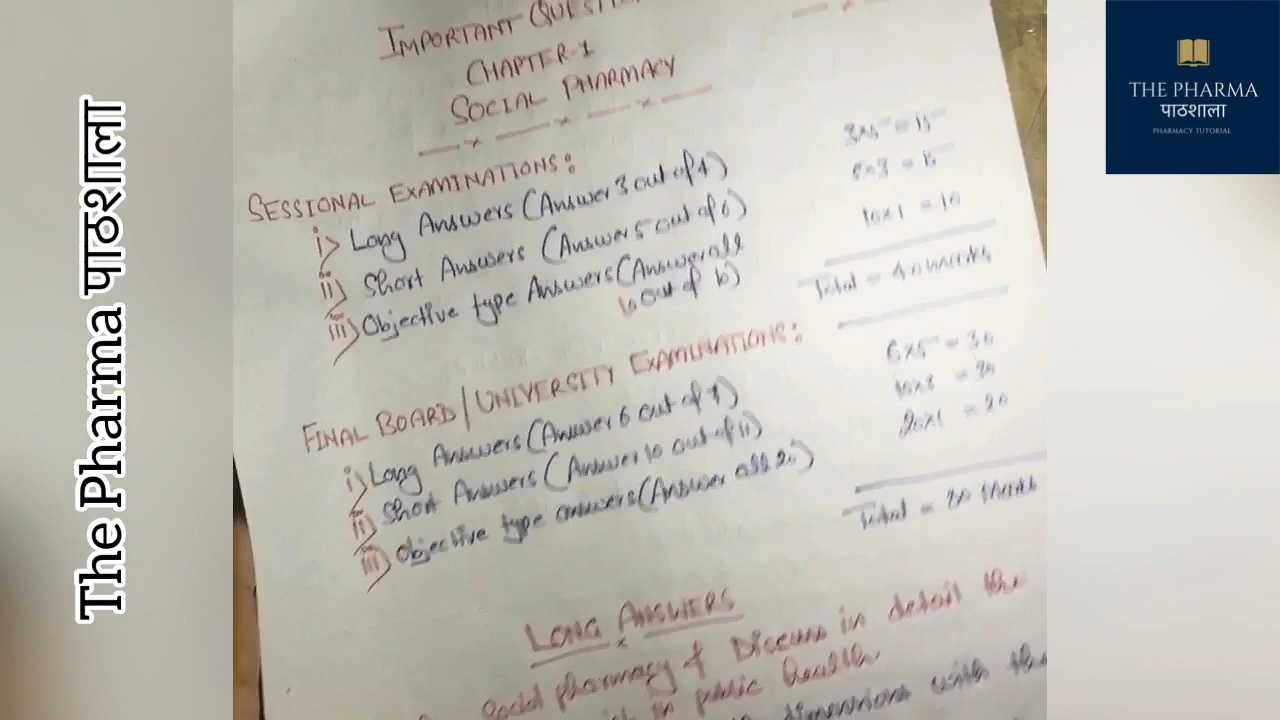 The Pharma पाठशाला
THE PHARMA
पाठशाला
PHARMACY TUTORIAL
IMPORTANT
CHAPTER-1
SOCIAL PHARMACY
SESSIONAL EXAMINATIONS:
i) Long Answers (Answer 3 out of 4) 3x5 = 15
ii) Short Answers (Answer 5 out of 6) 5x3 = 15
iii) Objective type Answers (Answer all 10x1 = 10
10 out of 10)
Total = 40 marks
FINAL BOARD/UNIVERSITY EXAMINATIONS:
i) Long Answers (Answer 6 out of 7) 6x5 = 30
ii) Short Answers (Answer 10 out of 11) 10x3 = 30
iii) Objective type answers (Answer all 20) 20x1 = 20
Total = 80 Marks
LONG ANSWERS
Social pharmacy & Discuss in detail the
in public health
dimensions with the